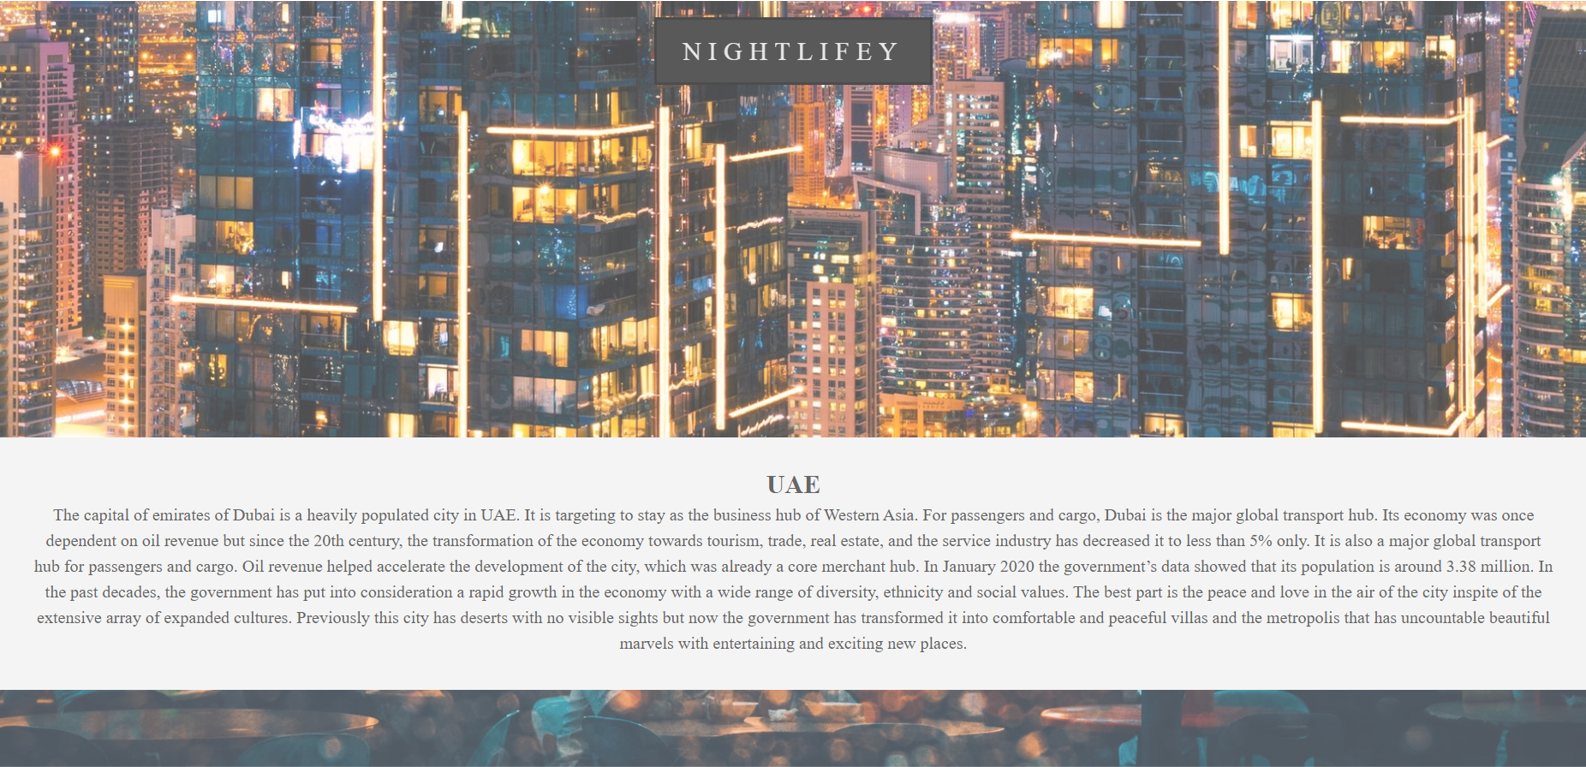 NIGHTLIFEY
UAE
The capital of emirates of Dubai is a heavily populated city in UAE. It is targeting to stay as the business hub of Western Asia. For passengers and cargo, Dubai is the major global transport hub. Its economy was once
dependent on oil revenue but since the 20th century, the transformation of the economy towards tourism, trade, real estate, and the service industry has decreased it to less than 5% only. It is also a major global transport
hub for passengers and cargo. Oil revenue helped accelerate the development of the city, which was already a core merchant hub. In January 2020 the government’s data showed that its population is around 3.38 million. In
the past decades, the government has put into consideration a rapid growth in the economy with a wide range of diversity, ethnicity and social values. The best part is the peace and love in the air of the city inspite of the
extensive array of expanded cultures. Previously this city has deserts with no visible sights but now the government has transformed it into comfortable and peaceful villas and the metropolis that has uncountable beautiful
marvels with entertaining and exciting new places.